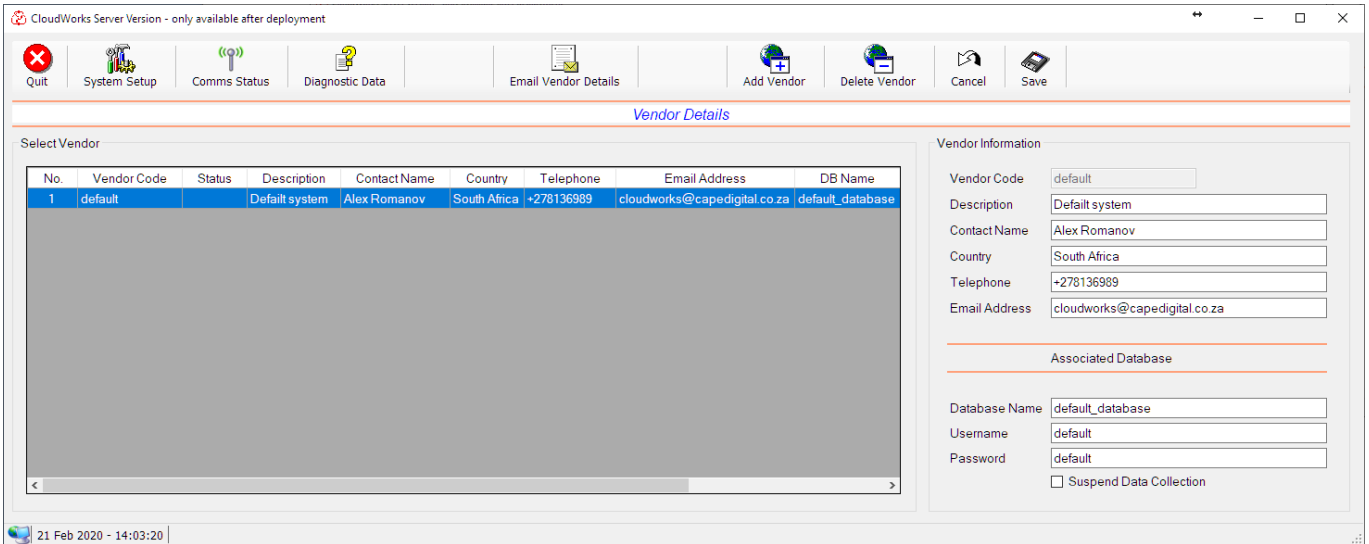 CloudWorks Server Version - only available after deployment
Quit System Setup Comms Status Diagnostic Data Email Vendor Details Add Vendor Delete Vendor Cancel Save
Vendor Details
Select Vendor
No. Vendor Code Status Description Contact Name Country Telephone Email Address DB Name
1 default Defailt system Alex Romanov South Africa +278136989 cloudworks@capedigital.co.za default_database
Vendor Information
Vendor Code default
Description Defailt system
Contact Name Alex Romanov
Country South Africa
Telephone +278136989
Email Address cloudworks@capedigital.co.za
Associated Database
Database Name default_database
Username default
Password default
Suspend Data Collection
21 Feb 2020 - 14:03:20